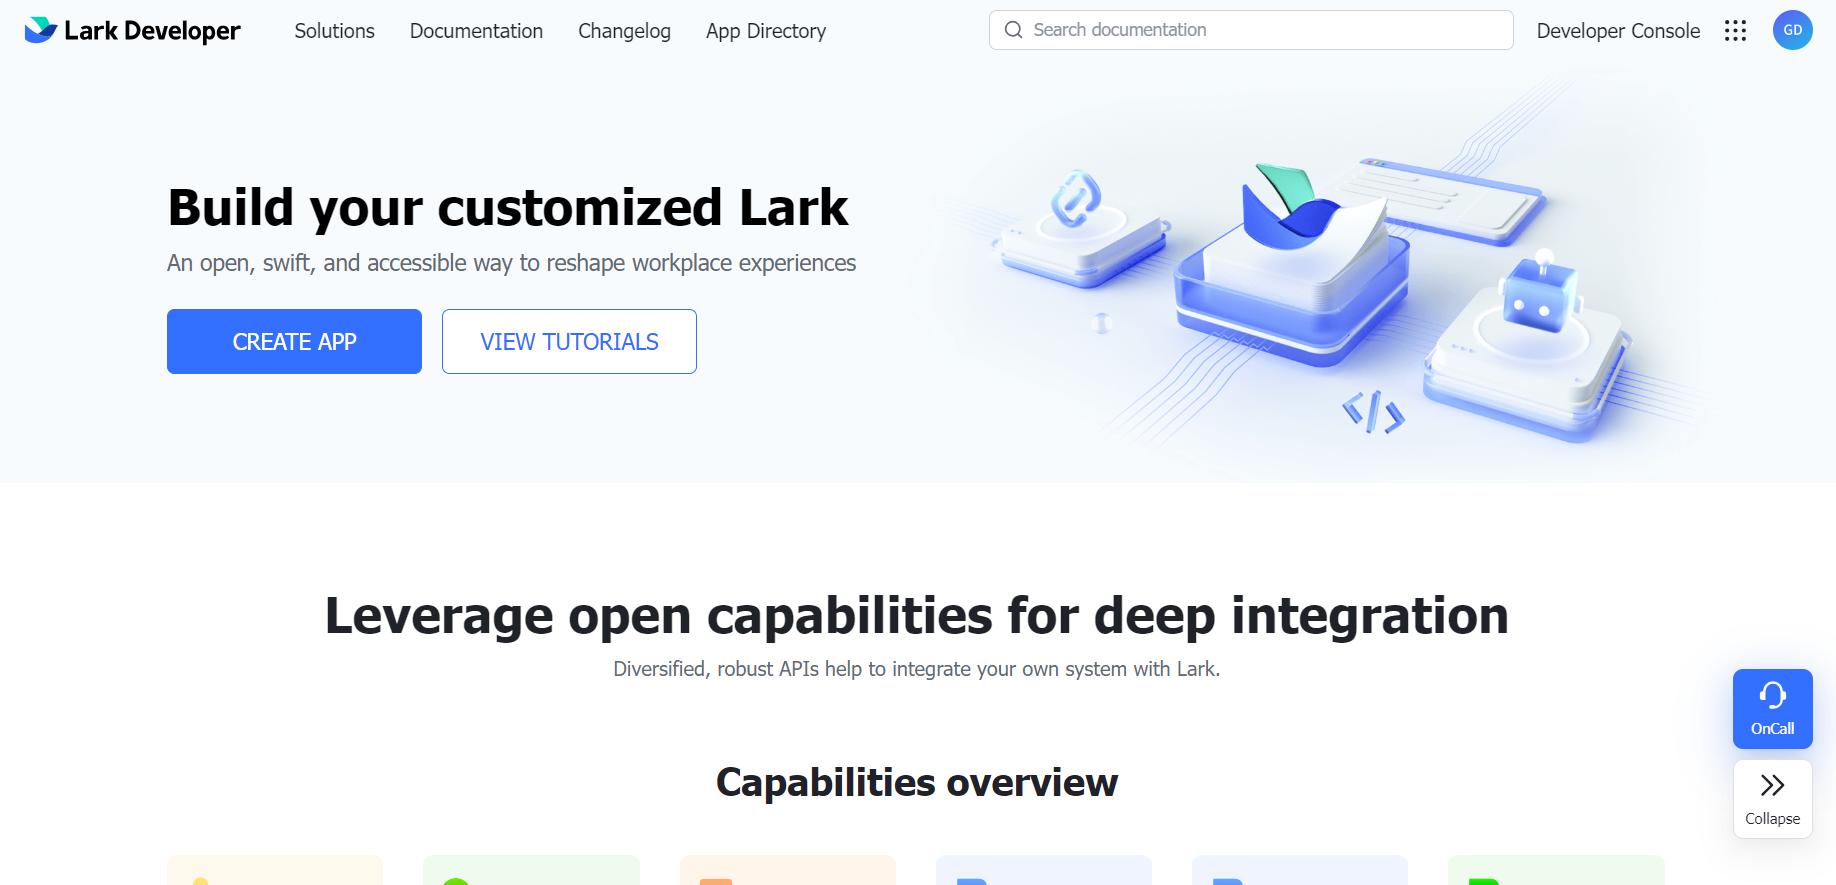 Lark Developer
Solutions
Documentation
Changelog
App Directory
Search documentation
Developer Console
GD
Build your customized Lark
An open, swift, and accessible way to reshape workplace experiences
CREATE APP
VIEW TUTORIALS
</>
Leverage open capabilities for deep integration
Diversified, robust APIs help to integrate your own system with Lark.
OnCall
Collapse
Capabilities overview